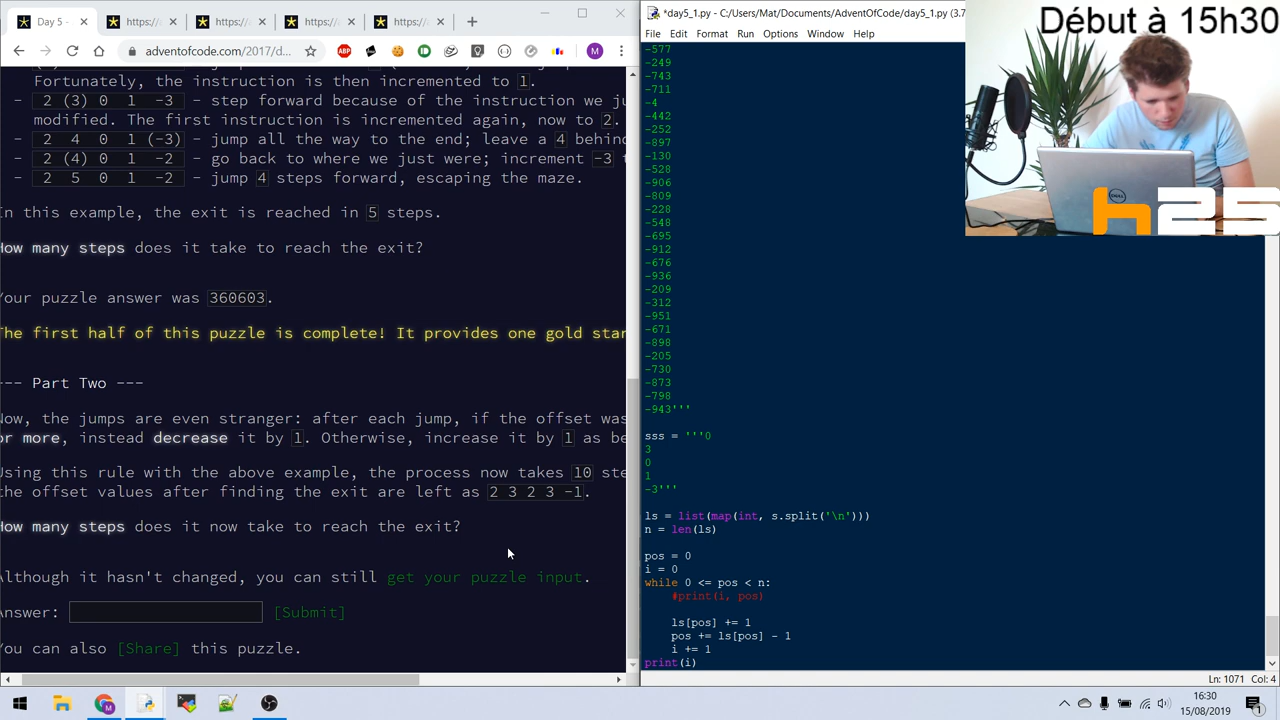 Day 5 -
https://
https://
https://
https://
adventofcode.com/2017/d...
ABP
M
Fortunately, the instruction is then incremented to 1.
- 2 (3) 0 1 -3 - step forward because of the instruction we ju
modified. The first instruction is incremented again, now to 2.
- 2 4 0 1 (-3) - jump all the way to the end; leave a 4 behind
- 2 (4) 0 1 -2 - go back to where we just were; increment -3
- 2 5 0 1 -2 - jump 4 steps forward, escaping the maze.
In this example, the exit is reached in 5 steps.
How many steps does it take to reach the exit?
Your puzzle answer was
The first half of this puzzle is complete! It provides one gold star
--- Part Two ---
Now, the jumps are even stranger: after each jump, if the offset was
or more, instead decrease it by 1. Otherwise, increase it by 1 as be
Using this rule with the above example, the process now takes 10 ste
the offset values after finding the exit are left as 2 3 2 3 -1.
How many steps does it now take to reach the exit?
Although it hasn't changed, you can still get your puzzle input.
Answer: [Submit]
You can also [Share] this puzzle.
*day5_1.py - C:/Users/Mat/Documents/AdventOfCode/day5_1.py (3.7
File Edit Format Run Options Window Help
-577
-249
-743
-711
-4
-442
-252
-897
-130
-528
-906
-809
-228
-548
-695
-912
-676
-936
-209
-312
-951
-671
-898
-205
-730
-873
-798
-943'''
sss = '''0
3
0
1
-3'''
ls = list(map(int, s.split('\n')))
n = len(ls)
pos = 0
i = 0
while 0 <= pos < n:
#print(i, pos)
ls[pos] += 1
pos += ls[pos] - 1
i += 1
print(i)
Ln: 1071 Col: 4
Début à 15h30
DELL
h25
16:30
15/08/2019
1